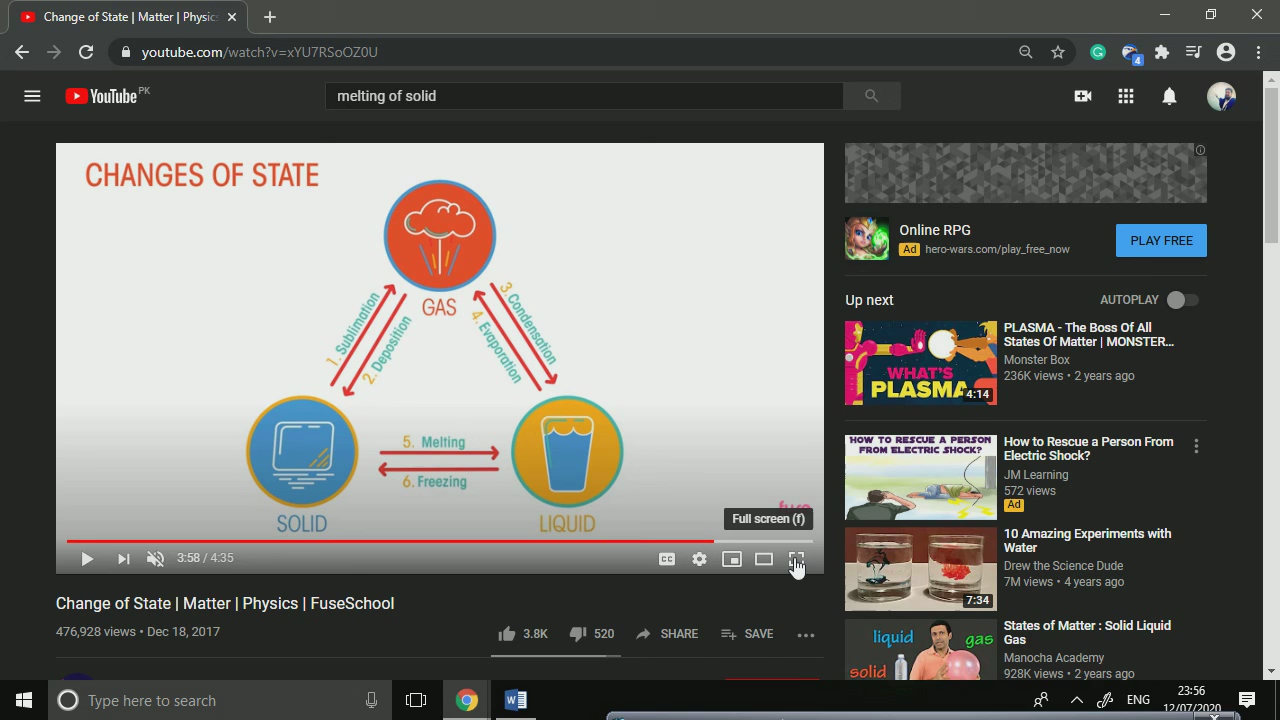 Change of State | Matter | Physics
youtube.com/watch?v=xYU7RSoOZ0U
4
YouTube PK
melting of solid
CHANGES OF STATE
GAS
1. Sublimation
2. Deposition
3. Condensation
4. Evaporation
5. Melting
6. Freezing
SOLID
LIQUID
Full screen (f)
3:58 / 4:35
CC
Change of State | Matter | Physics | FuseSchool
476,928 views • Dec 18, 2017
3.8K
520
SHARE
SAVE
Online RPG
Ad hero-wars.com/play_free_now
PLAY FREE
Up next
AUTOPLAY
WHAT'S
PLASMA
4:14
PLASMA - The Boss Of All
States Of Matter | MONSTER...
Monster Box
236K views • 2 years ago
HOW TO RESCUE A PERSON
FROM ELECTRIC SHOCK?
How to Rescue a Person From
Electric Shock?
JM Learning
572 views
Ad
7:34
10 Amazing Experiments with
Water
Drew the Science Dude
7M views • 4 years ago
liquid
gas
solid
States of Matter : Solid Liquid
Gas
Manocha Academy
928K views • 2 years ago
Type here to search
ENG
23:56
12/07/2020